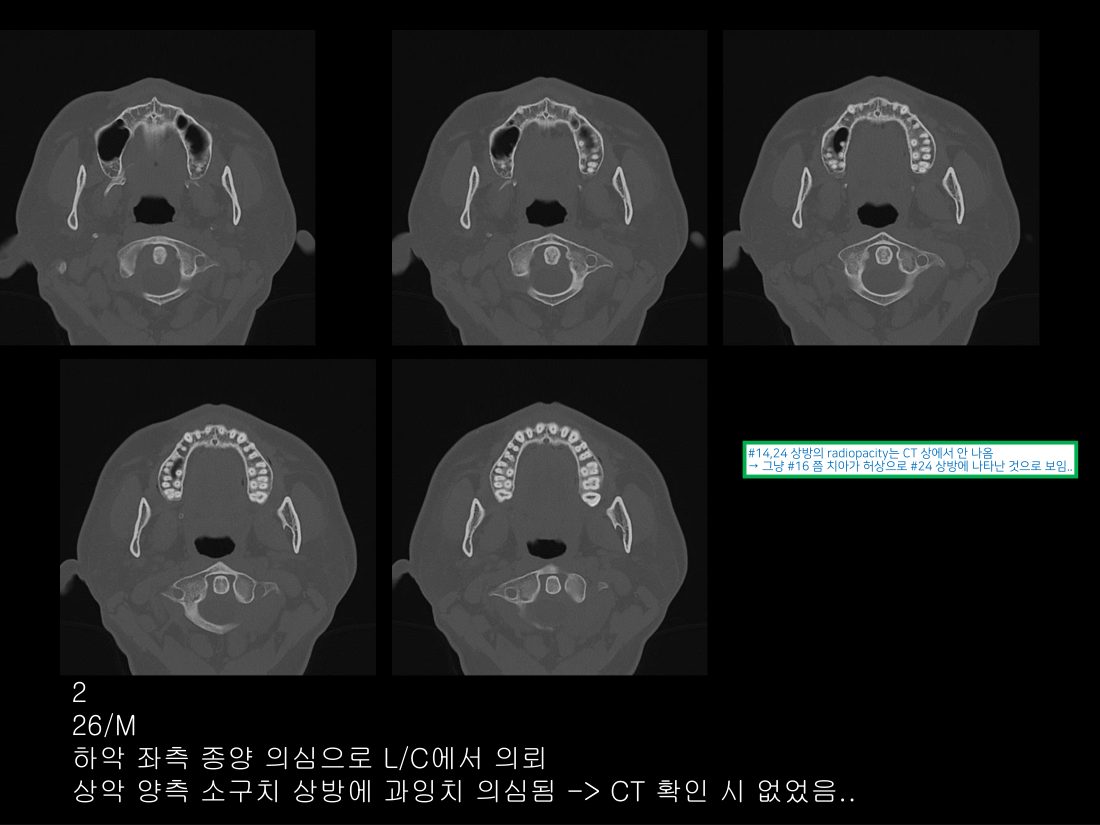 #14,24 상방의 radiopacity는 CT 상에서 안 나옴
→ 그냥 #16 쯤 치아가 허상으로 #24 상방에 나타난 것으로 보임..
2
26/M
하악 좌측 종양 의심으로 L/C에서 의뢰
상악 양측 소구치 상방에 과잉치 의심됨 -> CT 확인 시 없었음..